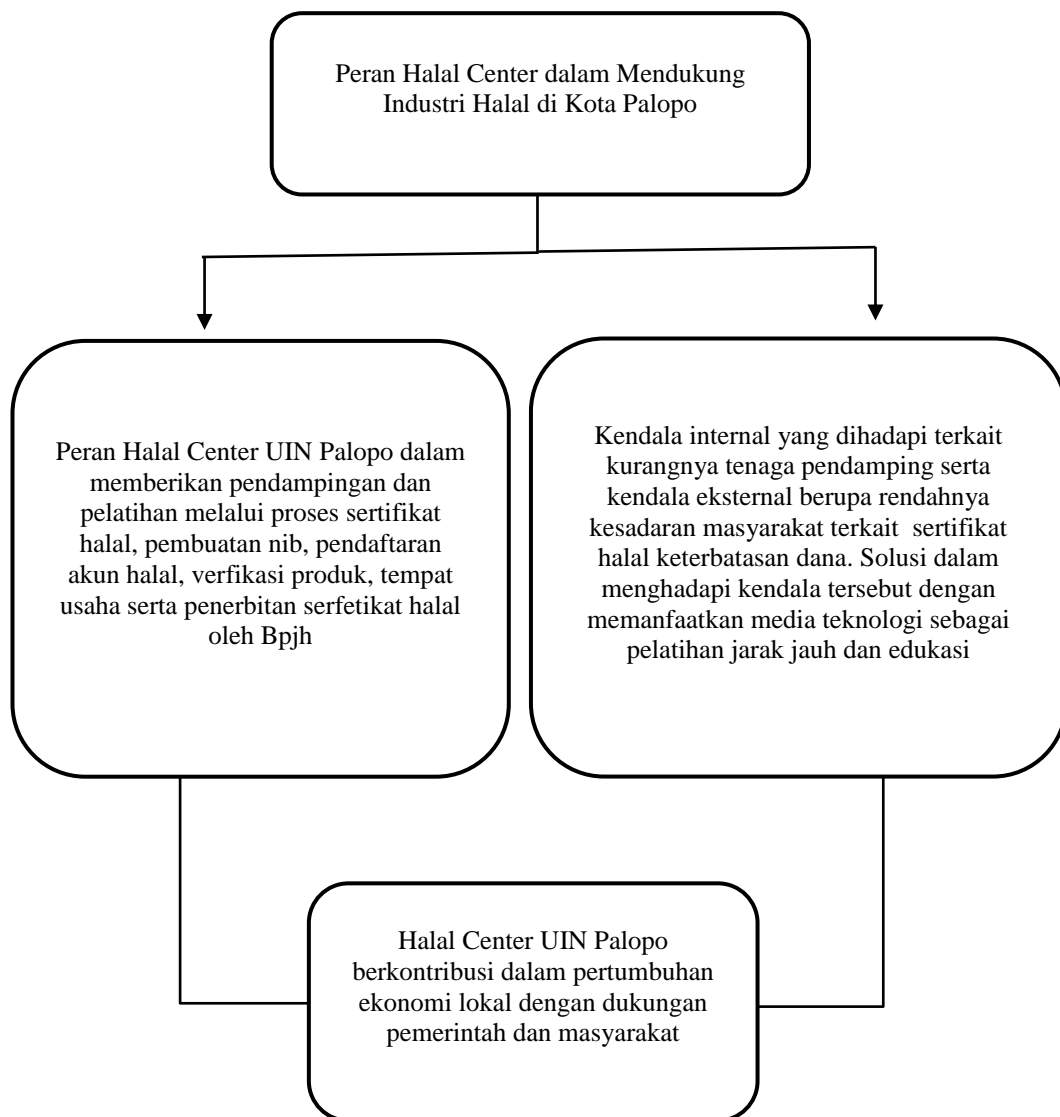 Peran Halal Center dalam Mendukung
Industri Halal di Kota Palopo
Peran Halal Center UIN Palopo dalam
memberikan pendampingan dan
pelatihan melalui proses sertifikat
halal, pembuatan nib, pendaftaran
akun halal, verfikasi produk, tempat
usaha serta penerbitan serfetikat halal
oleh Bpjh
Kendala internal yang dihadapi terkait
kurangnya tenaga pendamping serta
kendala eksternal berupa rendahnya
kesadaran masyarakat terkait  sertifikat
halal keterbatasan dana. Solusi dalam
menghadapi kendala tersebut dengan
memanfaatkan media teknologi sebagai
pelatihan jarak jauh dan edukasi
Halal Center UIN Palopo
berkontribusi dalam pertumbuhan
ekonomi lokal dengan dukungan
pemerintah dan masyarakat